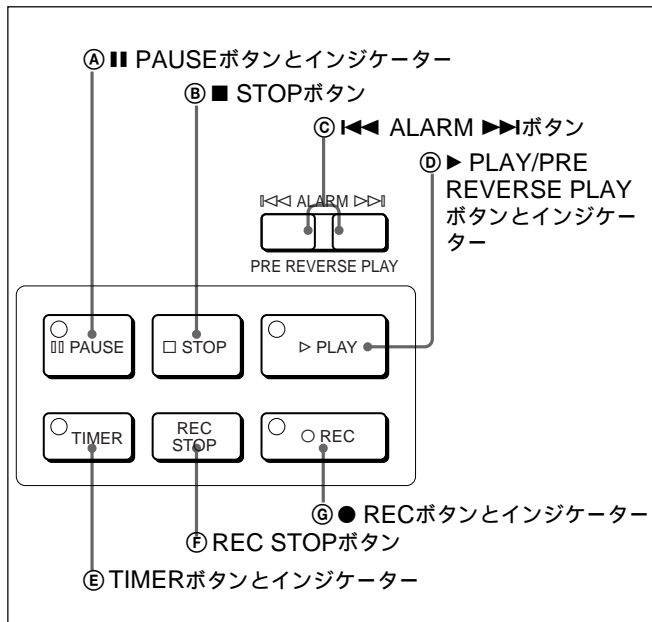 Ⓐ ❚❚ PAUSEボタンとインジケーター
Ⓑ ■ STOPボタン
Ⓒ I◀◀ ALARM ▶▶Iボタン
Ⓓ ▶ PLAY/PRE
REVERSE PLAY
ボタンとインジケー
ター
I◁◁ ALARM ▷▷I
PRE REVERSE PLAY
▯▯ PAUSE
□ STOP
▷ PLAY
TIMER
REC
STOP
○ REC
Ⓖ ● RECボタンとインジケーター
Ⓕ REC STOPボタン
Ⓔ TIMERボタンとインジケーター